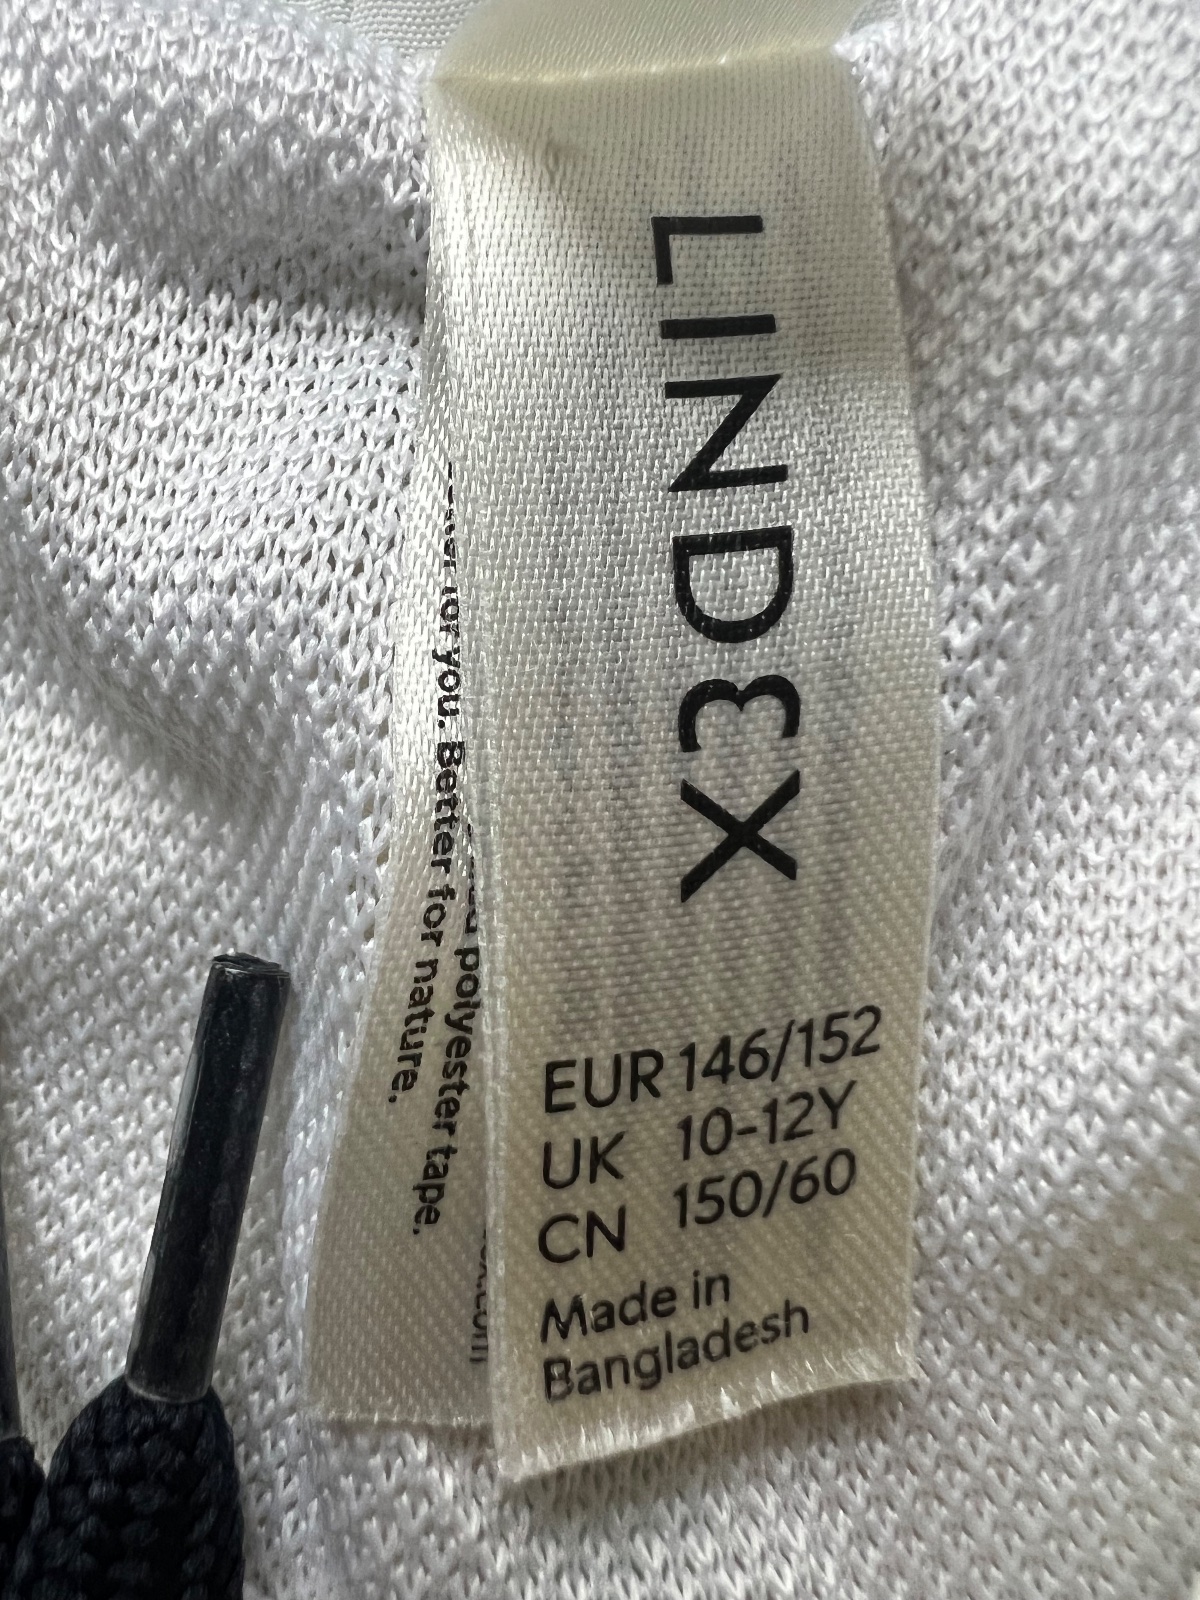 LINDEX
EUR 146/152
UK 10-12Y
CN 150/60
Made in
Bangladesh
for you. Better for nature.
polyester tape.